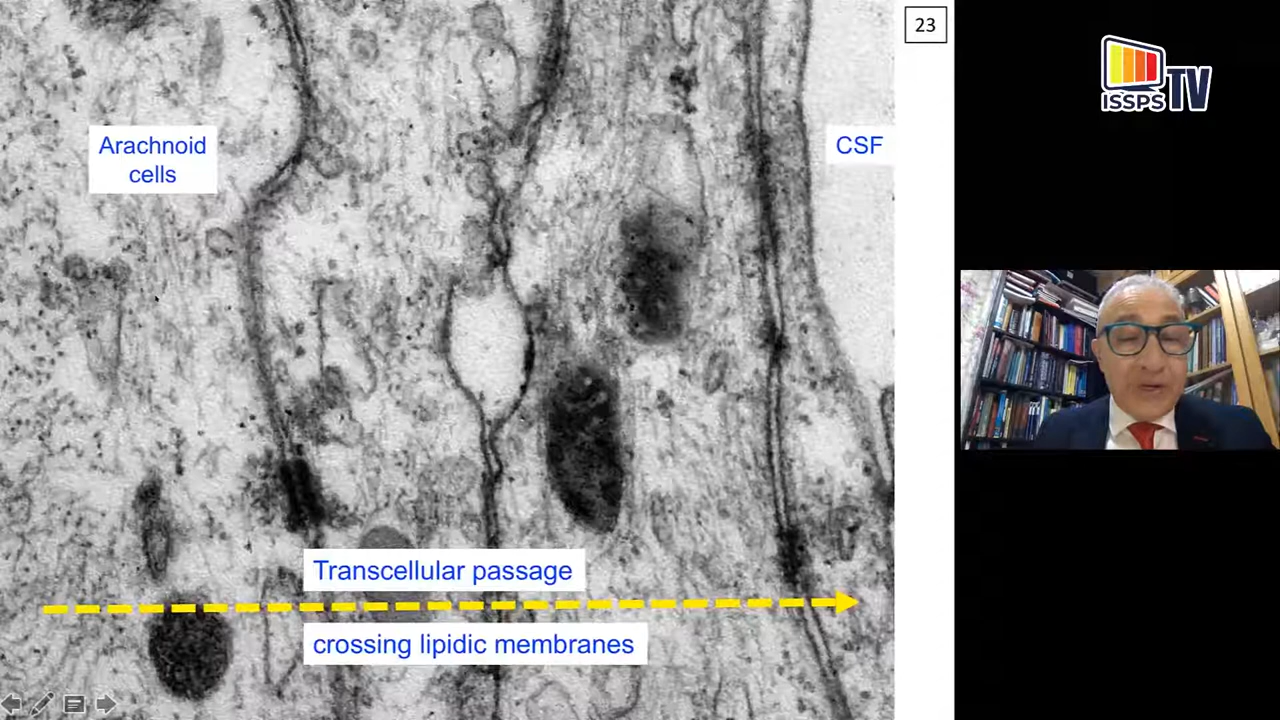 23
ISSPS TV
Arachnoid
cells
CSF
Transcellular passage
crossing lipidic membranes